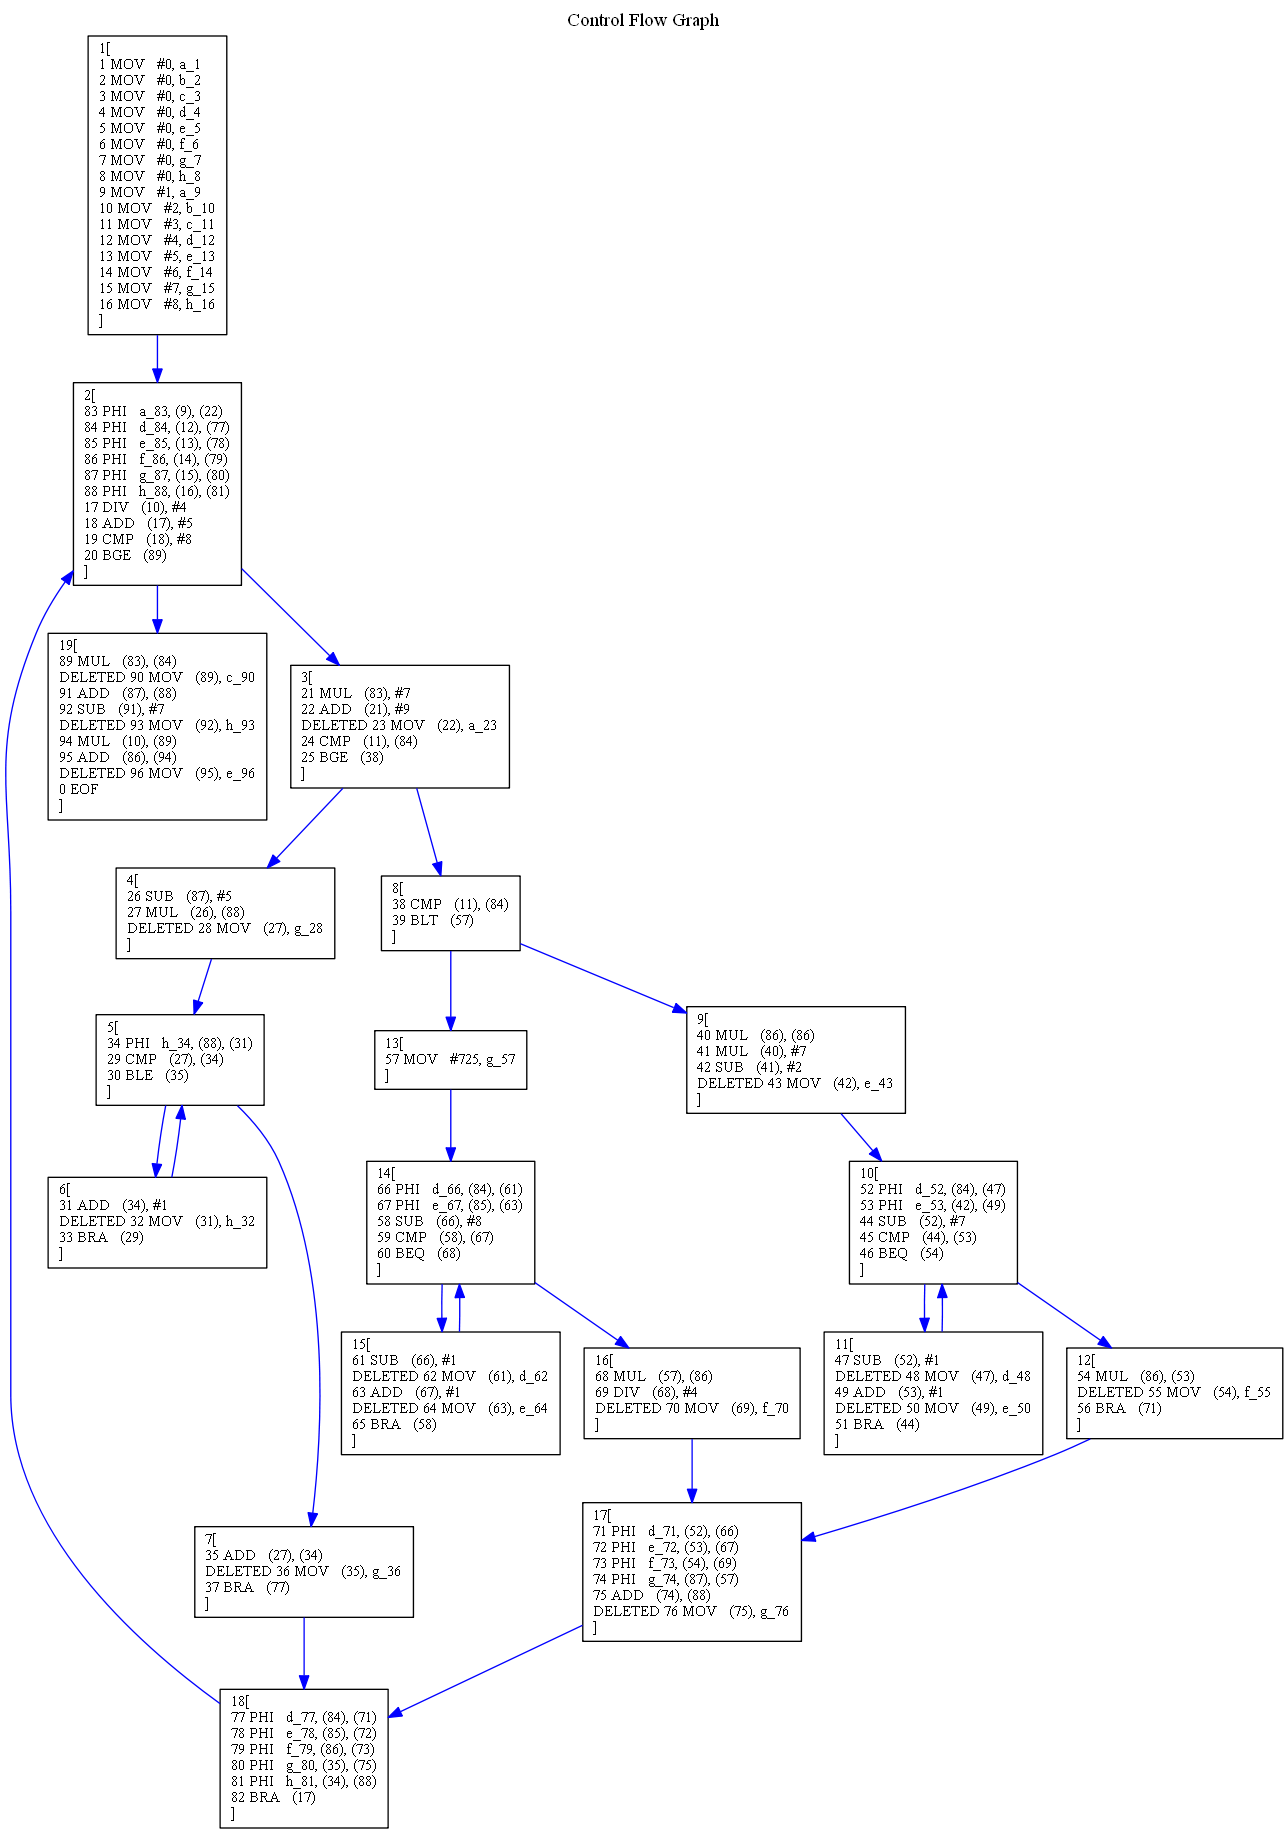 Control Flow Graph
1[
1 MOV #0, a_1
2 MOV #0, b_2
3 MOV #0, c_3
4 MOV #0, d_4
5 MOV #0, e_5
6 MOV #0, f_6
7 MOV #0, g_7
8 MOV #0, h_8
9 MOV #1, a_9
10 MOV #2, b_10
11 MOV #3, c_11
12 MOV #4, d_12
13 MOV #5, e_13
14 MOV #6, f_14
15 MOV #7, g_15
16 MOV #8, h_16
]
2[
83 PHI a_83, (9), (22)
84 PHI d_84, (12), (77)
85 PHI e_85, (13), (78)
86 PHI f_86, (14), (79)
87 PHI g_87, (15), (80)
88 PHI h_88, (16), (81)
17 DIV (10), #4
18 ADD (17), #5
19 CMP (18), #8
20 BGE (89)
]
19[
89 MUL (83), (84)
DELETED 90 MOV (89), c_90
91 ADD (87), (88)
92 SUB (91), #7
DELETED 93 MOV (92), h_93
94 MUL (10), (89)
95 ADD (86), (94)
DELETED 96 MOV (95), e_96
0 EOF
]
3[
21 MUL (83), #7
22 ADD (21), #9
DELETED 23 MOV (22), a_23
24 CMP (11), (84)
25 BGE (38)
]
4[
26 SUB (87), #5
27 MUL (26), (88)
DELETED 28 MOV (27), g_28
]
8[
38 CMP (11), (84)
39 BLT (57)
]
5[
34 PHI h_34, (88), (31)
29 CMP (27), (34)
30 BLE (35)
]
13[
57 MOV #725, g_57
]
9[
40 MUL (86), (86)
41 MUL (40), #7
42 SUB (41), #2
DELETED 43 MOV (42), e_43
]
6[
31 ADD (34), #1
DELETED 32 MOV (31), h_32
33 BRA (29)
]
14[
66 PHI d_66, (84), (61)
67 PHI e_67, (85), (63)
58 SUB (66), #8
59 CMP (58), (67)
60 BEQ (68)
]
10[
52 PHI d_52, (84), (47)
53 PHI e_53, (42), (49)
44 SUB (52), #7
45 CMP (44), (53)
46 BEQ (54)
]
15[
61 SUB (66), #1
DELETED 62 MOV (61), d_62
63 ADD (67), #1
DELETED 64 MOV (63), e_64
65 BRA (58)
]
16[
68 MUL (57), (86)
69 DIV (68), #4
DELETED 70 MOV (69), f_70
]
11[
47 SUB (52), #1
DELETED 48 MOV (47), d_48
49 ADD (53), #1
DELETED 50 MOV (49), e_50
51 BRA (44)
]
12[
54 MUL (86), (53)
DELETED 55 MOV (54), f_55
56 BRA (71)
]
7[
35 ADD (27), (34)
DELETED 36 MOV (35), g_36
37 BRA (77)
]
17[
71 PHI d_71, (52), (66)
72 PHI e_72, (53), (67)
73 PHI f_73, (54), (69)
74 PHI g_74, (87), (57)
75 ADD (74), (88)
DELETED 76 MOV (75), g_76
]
18[
77 PHI d_77, (84), (71)
78 PHI e_78, (85), (72)
79 PHI f_79, (86), (73)
80 PHI g_80, (35), (75)
81 PHI h_81, (34), (88)
82 BRA (17)
]